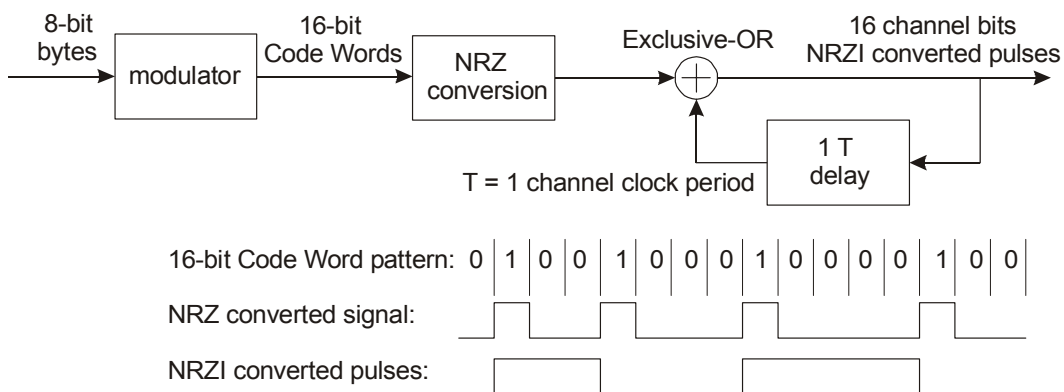 8-bit
bytes
modulator
16-bit
Code Words
NRZ
conversion
Exclusive-OR
16 channel bits
NRZI converted pulses
1 T
delay
T = 1 channel clock period
16-bit Code Word pattern: 0 1 0 0 1 0 0 0 1 0 0 0 0 1 0 0
NRZ converted signal:
NRZI converted pulses: